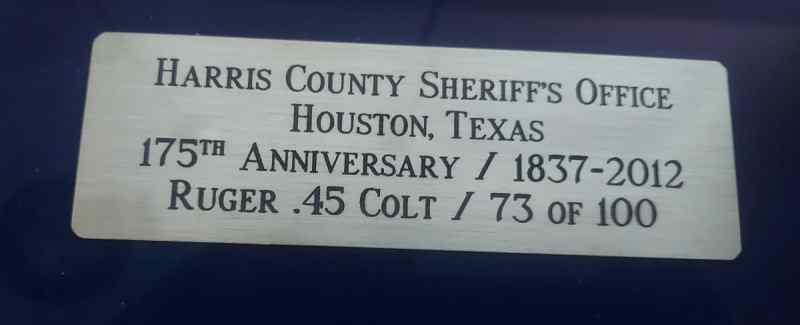 Harris County Sheriff's Office
Houston, Texas
175th Anniversary / 1837-2012
Ruger .45 Colt / 73 of 100